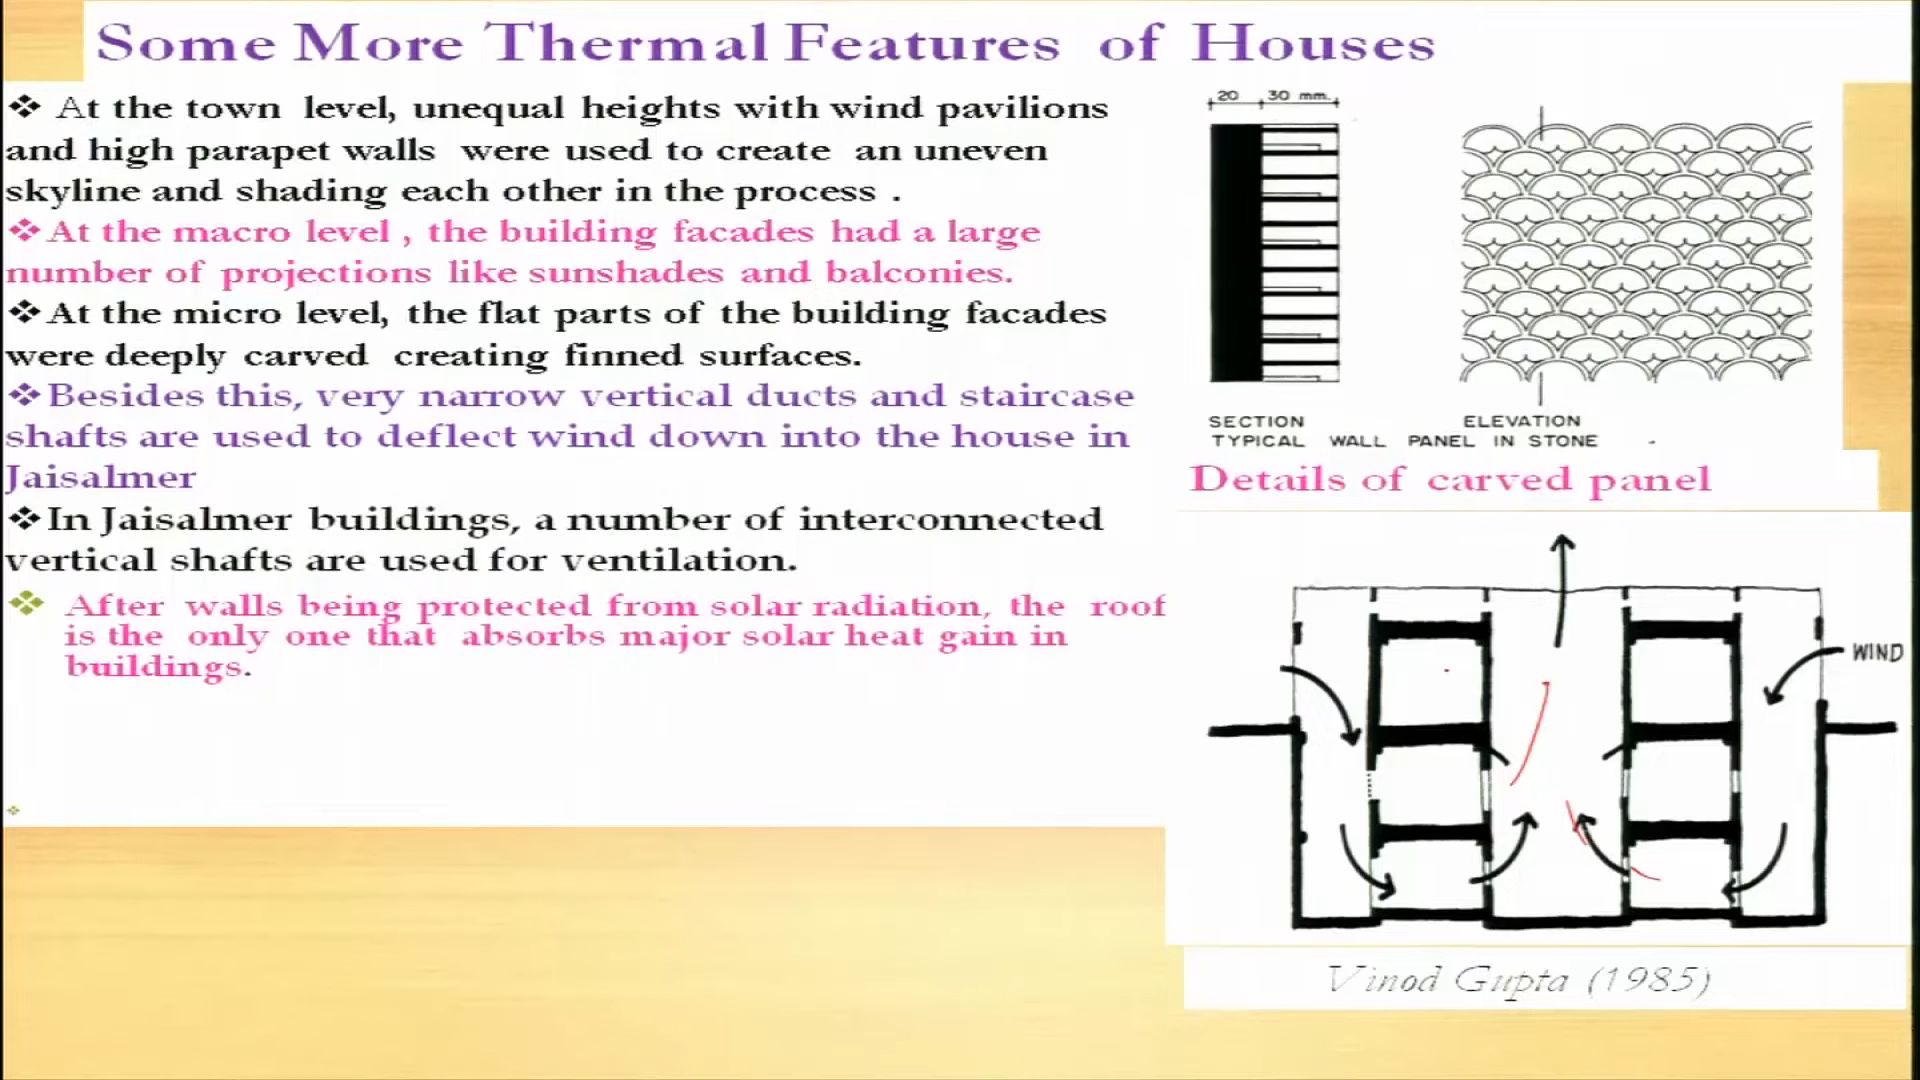 Some More Thermal Features of Houses
❖ At the town level, unequal heights with wind pavilions
and high parapet walls were used to create an uneven
skyline and shading each other in the process .
❖At the macro level , the building facades had a large
number of projections like sunshades and balconies.
❖At the micro level, the flat parts of the building facades
were deeply carved creating finned surfaces.
❖Besides this, very narrow vertical ducts and staircase
shafts are used to deflect wind down into the house in
Jaisalmer
❖In Jaisalmer buildings, a number of interconnected
vertical shafts are used for ventilation.
❖ After walls being protected from solar radiation, the roof
is the only one that absorbs major solar heat gain in
buildings.
20 30 mm.
SECTION ELEVATION
TYPICAL WALL PANEL IN STONE
Details of carved panel
WIND
Vinod Gupta (1985)